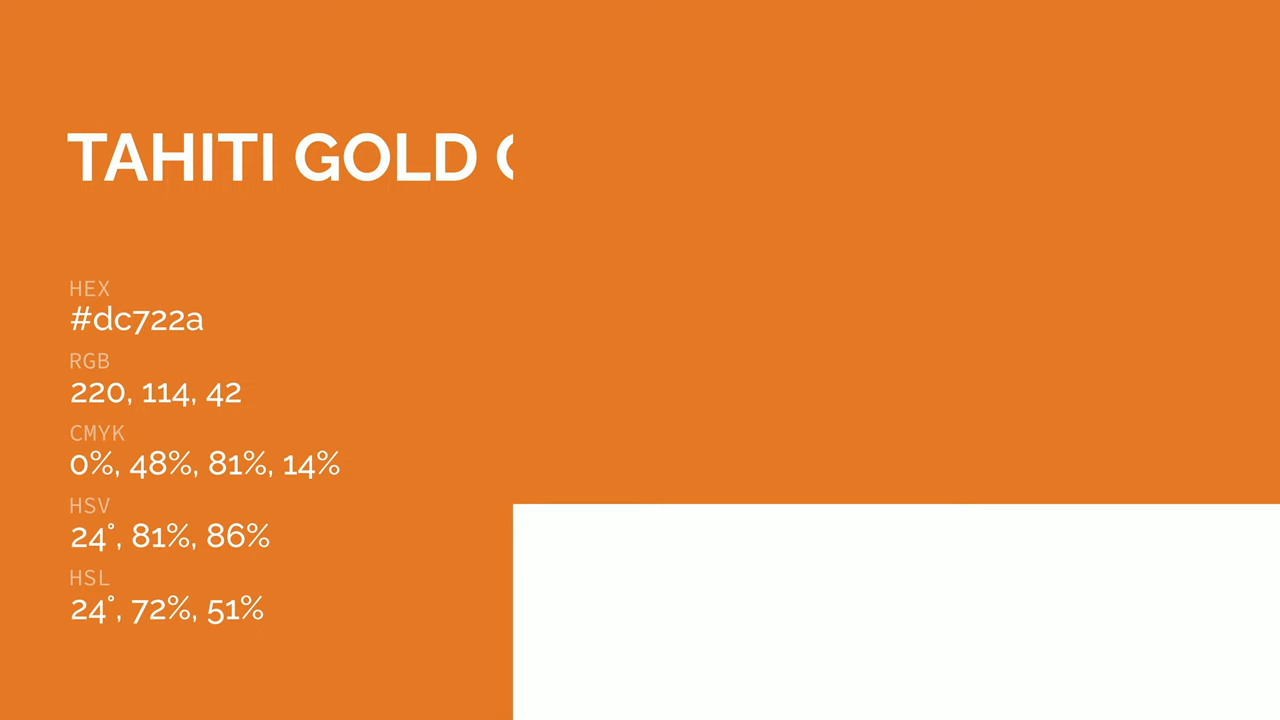 TAHITI GOLD
HEX
#dc722a
RGB
220, 114, 42
CMYK
0%, 48%, 81%, 14%
HSV
24°, 81%, 86%
HSL
24°, 72%, 51%